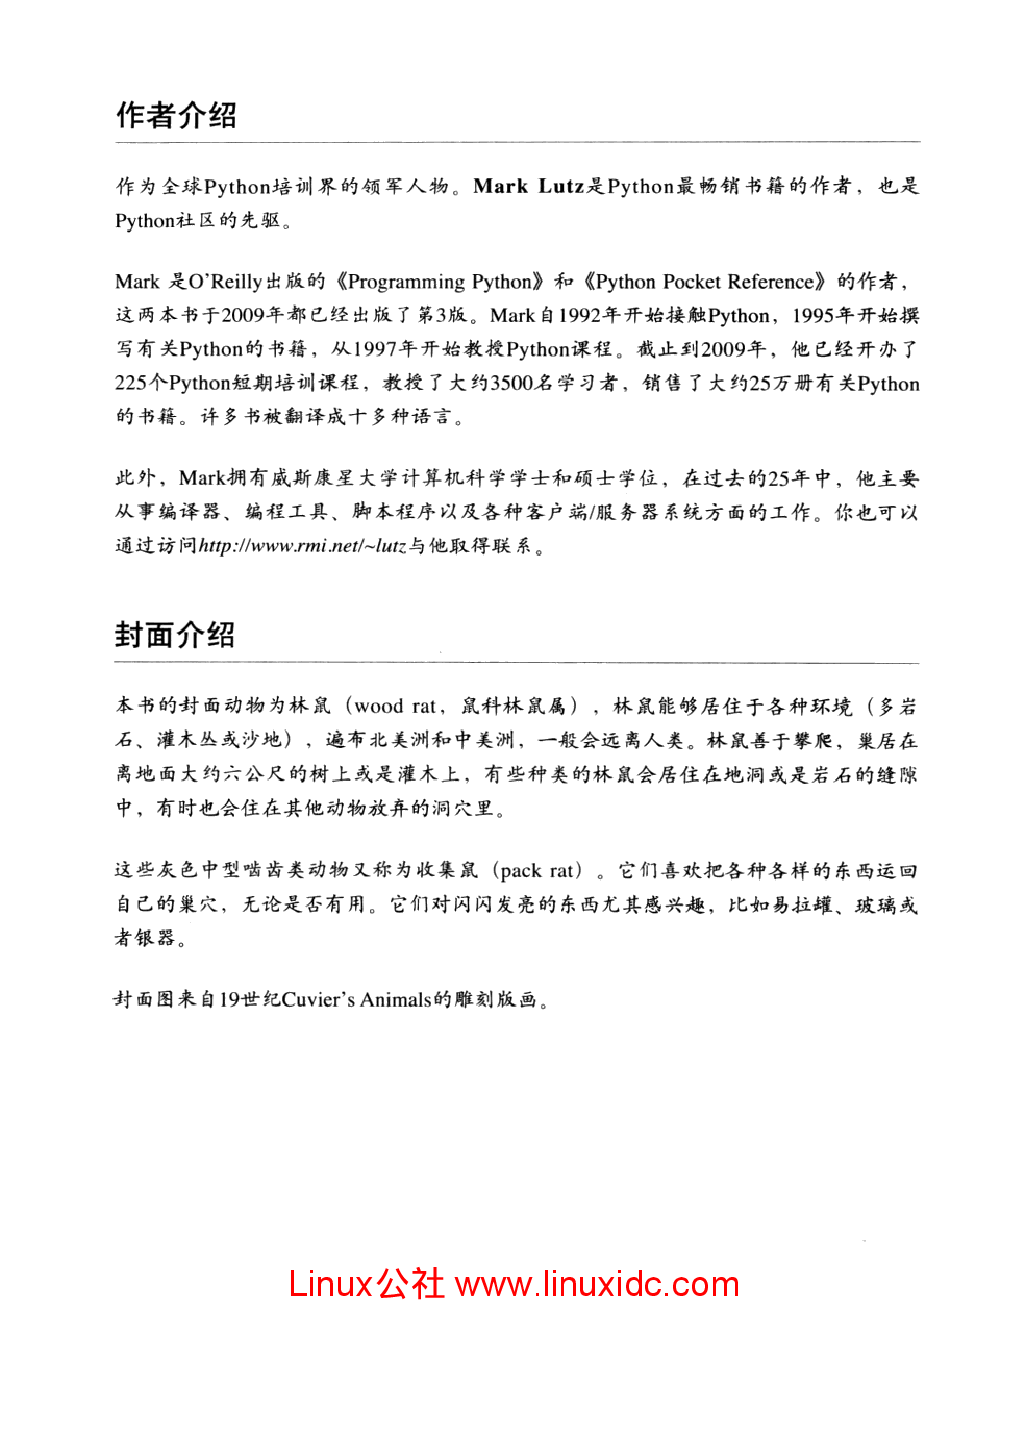 作者介绍
作为全球Python培训界的领军人物。Mark Lutz是Python最畅销书籍的作者，也是
Python社区的先驱。
Mark 是O'Reilly出版的《Programming Python》和《Python Pocket Reference》的作者，
这两本书于2009年都已经出版了第3版。Mark自1992年开始接触Python，1995年开始撰
写有关Python的书籍，从1997年开始教授Python课程。截止到2009年，他已经开办了
225个Python短期培训课程，教授了大约3500名学习者，销售了大约25万册有关Python
的书籍。许多书被翻译成十多种语言。
此外，Mark拥有威斯康星大学计算机科学学士和硕士学位，在过去的25年中，他主要
从事编译器、编程工具、脚本程序以及各种客户端/服务器系统方面的工作。你也可以
通过访问http://www.rmi.net/~lutz与他取得联系。
封面介绍
本书的封面动物为林鼠（wood rat，鼠科林鼠属），林鼠能够居住于各种环境（多岩
石、灌木丛或沙地），遍布北美洲和中美洲，一般会远离人类。林鼠善于攀爬，巢居在
离地面大约六公尺的树上或是灌木上，有些种类的林鼠会居住在地洞或是岩石的缝隙
中，有时也会住在其他动物放弃的洞穴里。
这些灰色中型啮齿类动物又称为收集鼠（pack rat）。它们喜欢把各种各样的东西运回
自己的巢穴，无论是否有用。它们对闪闪发亮的东西尤其感兴趣，比如易拉罐、玻璃或
者银器。
封面图来自19世纪Cuvier's Animals的雕刻版画。
Linux公社 www.linuxidc.com